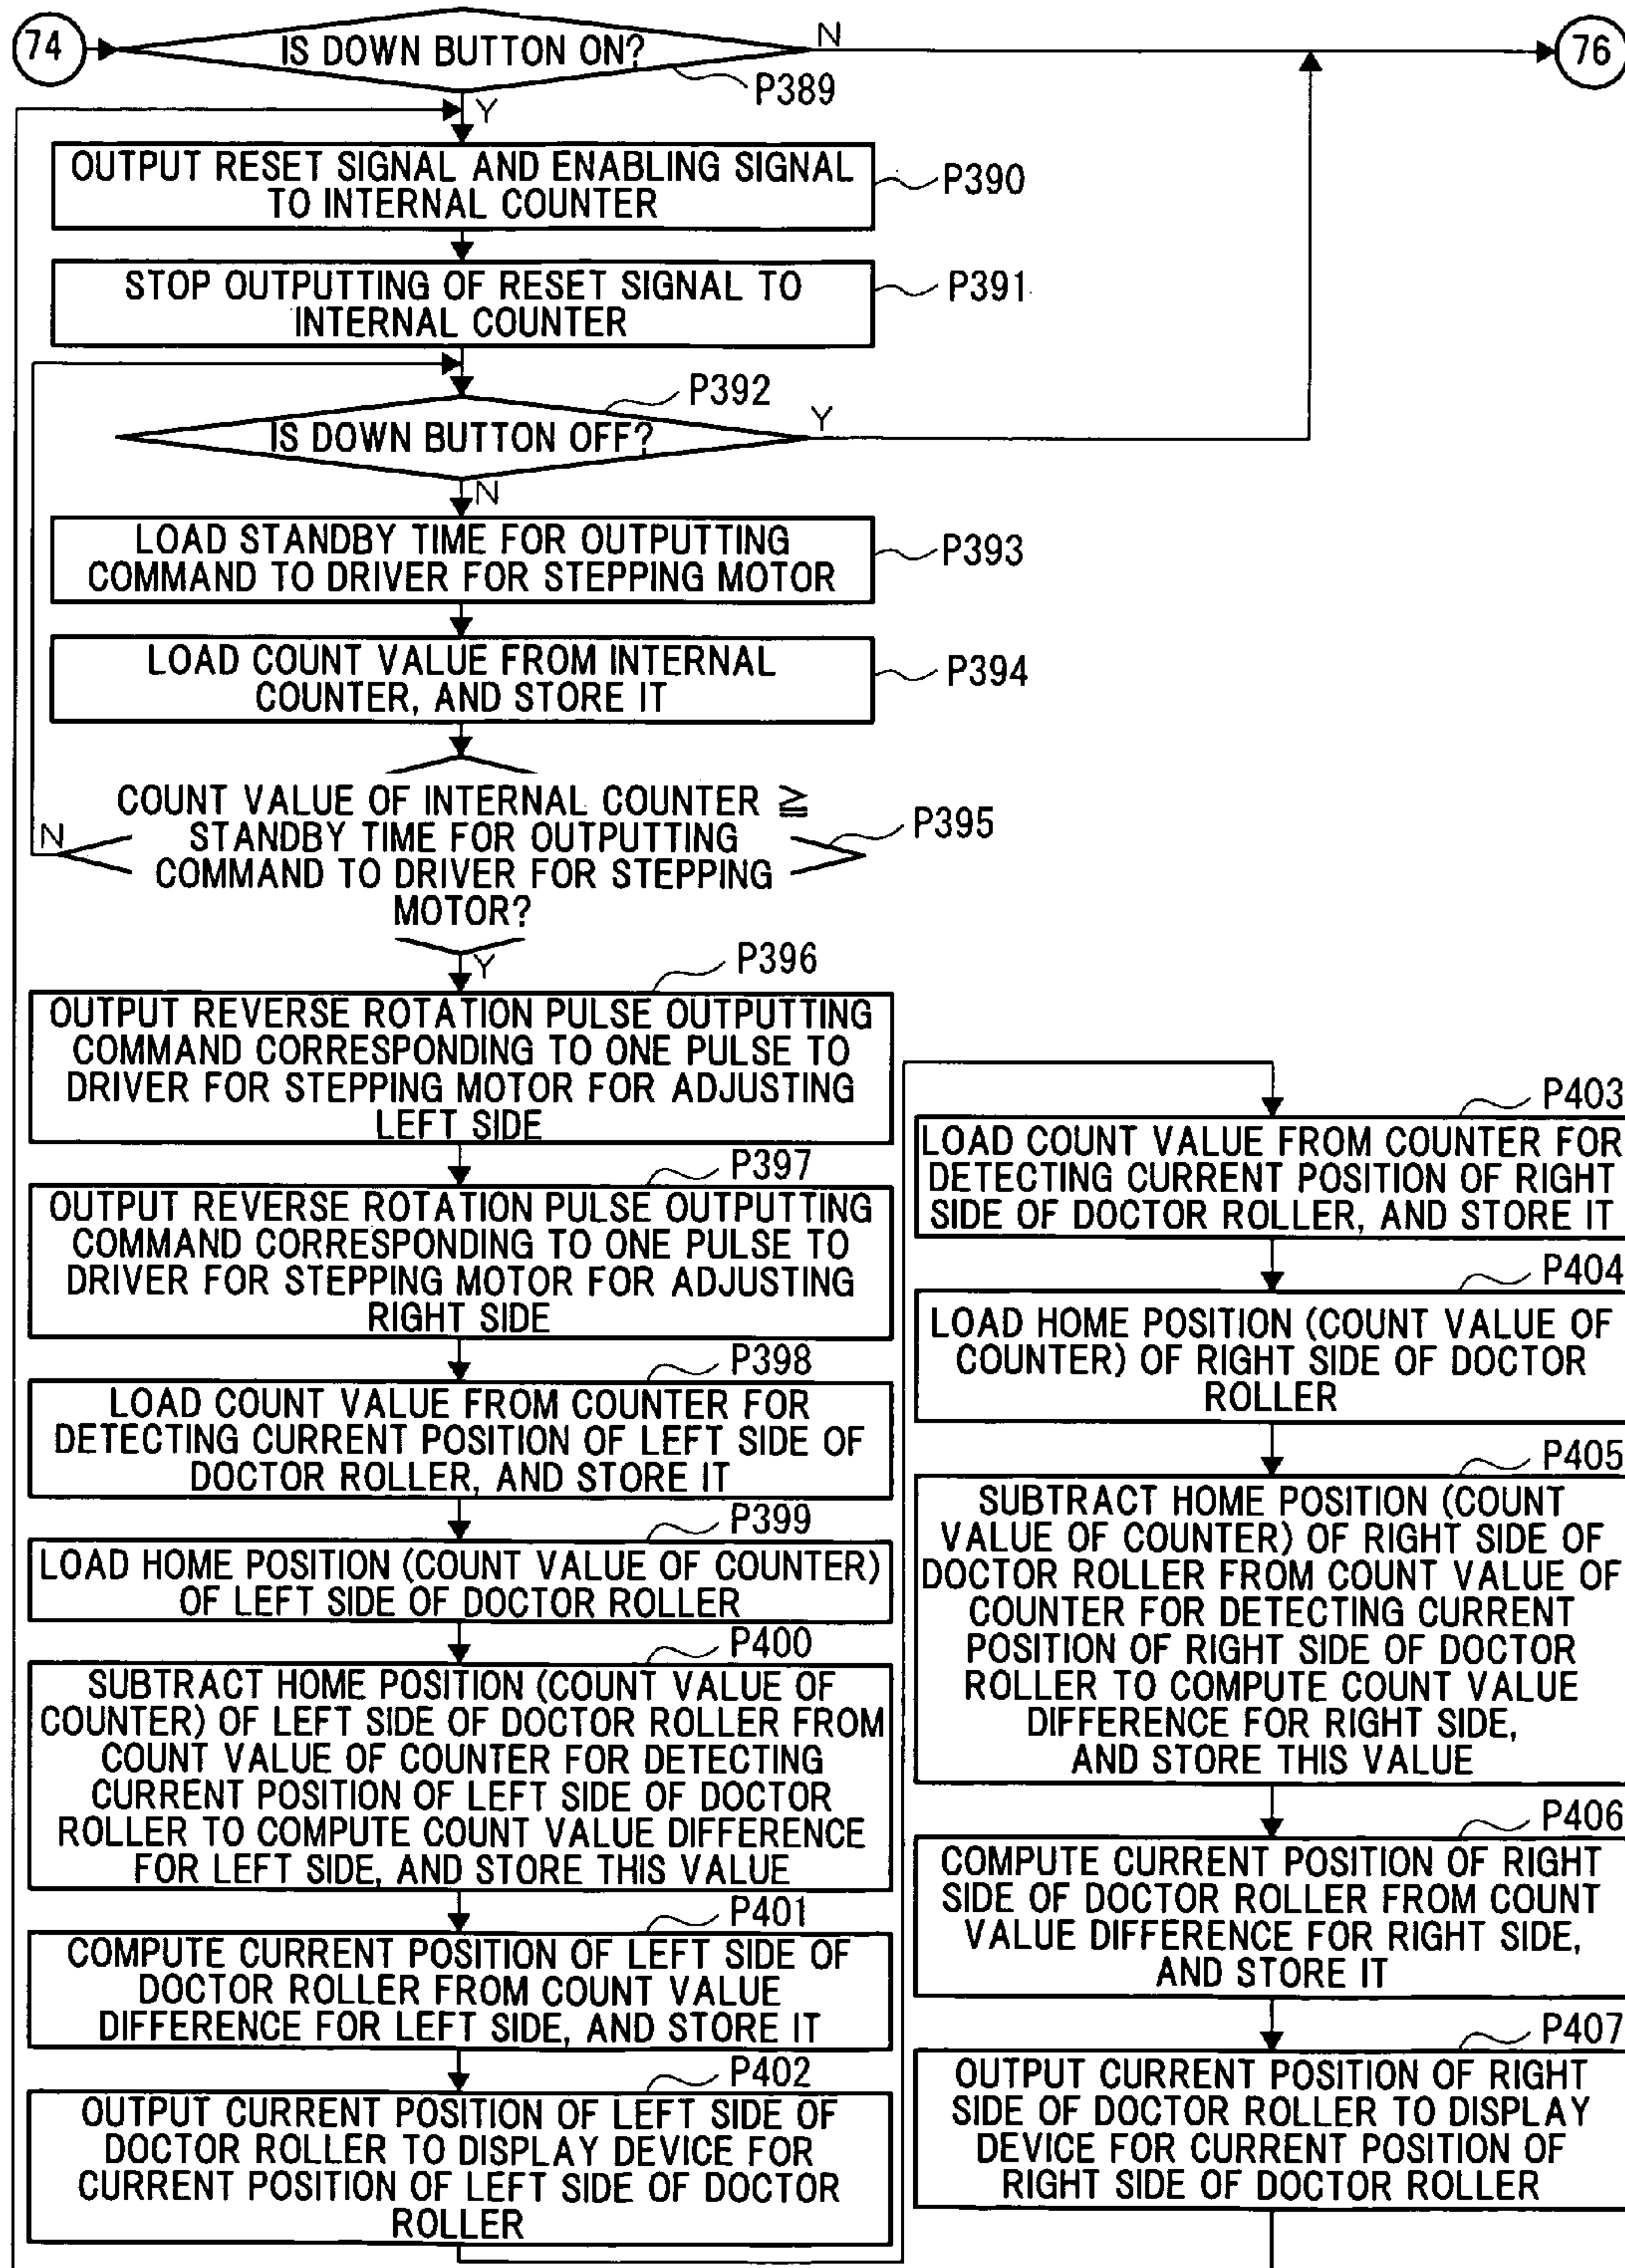 74
IS DOWN BUTTON ON?
N
76
P389
Y
OUTPUT RESET SIGNAL AND ENABLING SIGNAL
TO INTERNAL COUNTER
P390
STOP OUTPUTTING OF RESET SIGNAL TO
INTERNAL COUNTER
P391
P392
IS DOWN BUTTON OFF?
Y
N
LOAD STANDBY TIME FOR OUTPUTTING
COMMAND TO DRIVER FOR STEPPING MOTOR
P393
LOAD COUNT VALUE FROM INTERNAL
COUNTER, AND STORE IT
P394
COUNT VALUE OF INTERNAL COUNTER ≧
STANDBY TIME FOR OUTPUTTING
COMMAND TO DRIVER FOR STEPPING
MOTOR?
P395
N
Y
P396
OUTPUT REVERSE ROTATION PULSE OUTPUTTING
COMMAND CORRESPONDING TO ONE PULSE TO
DRIVER FOR STEPPING MOTOR FOR ADJUSTING
LEFT SIDE
P397
OUTPUT REVERSE ROTATION PULSE OUTPUTTING
COMMAND CORRESPONDING TO ONE PULSE TO
DRIVER FOR STEPPING MOTOR FOR ADJUSTING
RIGHT SIDE
P398
LOAD COUNT VALUE FROM COUNTER FOR
DETECTING CURRENT POSITION OF LEFT SIDE OF
DOCTOR ROLLER, AND STORE IT
P399
LOAD HOME POSITION (COUNT VALUE OF COUNTER)
OF LEFT SIDE OF DOCTOR ROLLER
P400
SUBTRACT HOME POSITION (COUNT VALUE OF
COUNTER) OF LEFT SIDE OF DOCTOR ROLLER FROM
COUNT VALUE OF COUNTER FOR DETECTING
CURRENT POSITION OF LEFT SIDE OF DOCTOR
ROLLER TO COMPUTE COUNT VALUE DIFFERENCE
FOR LEFT SIDE, AND STORE THIS VALUE
P401
COMPUTE CURRENT POSITION OF LEFT SIDE OF
DOCTOR ROLLER FROM COUNT VALUE
DIFFERENCE FOR LEFT SIDE, AND STORE IT
P402
OUTPUT CURRENT POSITION OF LEFT SIDE OF
DOCTOR ROLLER TO DISPLAY DEVICE FOR
CURRENT POSITION OF LEFT SIDE OF DOCTOR
ROLLER
P403
LOAD COUNT VALUE FROM COUNTER FOR
DETECTING CURRENT POSITION OF RIGHT
SIDE OF DOCTOR ROLLER, AND STORE IT
P404
LOAD HOME POSITION (COUNT VALUE OF
COUNTER) OF RIGHT SIDE OF DOCTOR
ROLLER
P405
SUBTRACT HOME POSITION (COUNT
VALUE OF COUNTER) OF RIGHT SIDE OF
DOCTOR ROLLER FROM COUNT VALUE OF
COUNTER FOR DETECTING CURRENT
POSITION OF RIGHT SIDE OF DOCTOR
ROLLER TO COMPUTE COUNT VALUE
DIFFERENCE FOR RIGHT SIDE,
AND STORE THIS VALUE
P406
COMPUTE CURRENT POSITION OF RIGHT
SIDE OF DOCTOR ROLLER FROM COUNT
VALUE DIFFERENCE FOR RIGHT SIDE,
AND STORE IT
P407
OUTPUT CURRENT POSITION OF RIGHT
SIDE OF DOCTOR ROLLER TO DISPLAY
DEVICE FOR CURRENT POSITION OF
RIGHT SIDE OF DOCTOR ROLLER